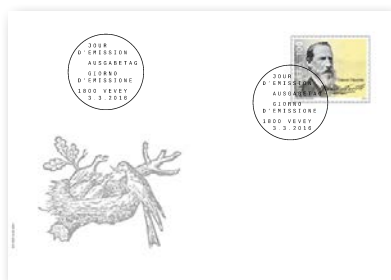 JOUR
D'EMISSION
AUSGABETAG
GIORNO
D'EMISSIONE
1800 VEVEY
3.3.2016
JOUR
D'EMISSION
AUSGABETAG
GIORNO
D'EMISSIONE
1800 VEVEY
3.3.2016